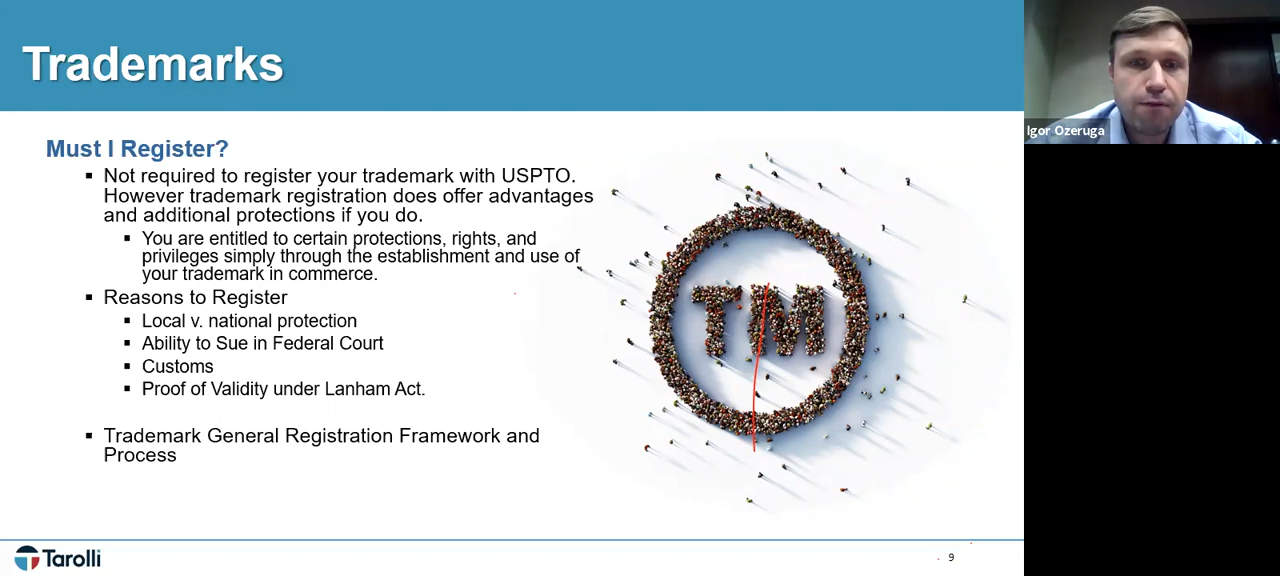 Trademarks
Must I Register?
▪ Not required to register your trademark with USPTO.
However trademark registration does offer advantages
and additional protections if you do.
▪ You are entitled to certain protections, rights, and
privileges simply through the establishment and use of
your trademark in commerce.
▪ Reasons to Register
▪ Local v. national protection
▪ Ability to Sue in Federal Court
▪ Customs
▪ Proof of Validity under Lanham Act.
▪ Trademark General Registration Framework and
Process
TM
Tarolli
9
Igor Ozeruga